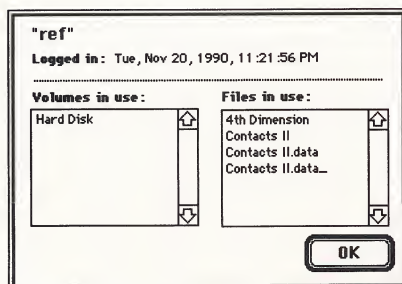 "ref"
Logged in: Tue, Nov 20, 1990, 11:21:56 PM
Volumes in use:
Hard Disk
Files in use:
4th Dimension
Contacts II
Contacts II.data
Contacts II.data_
OK